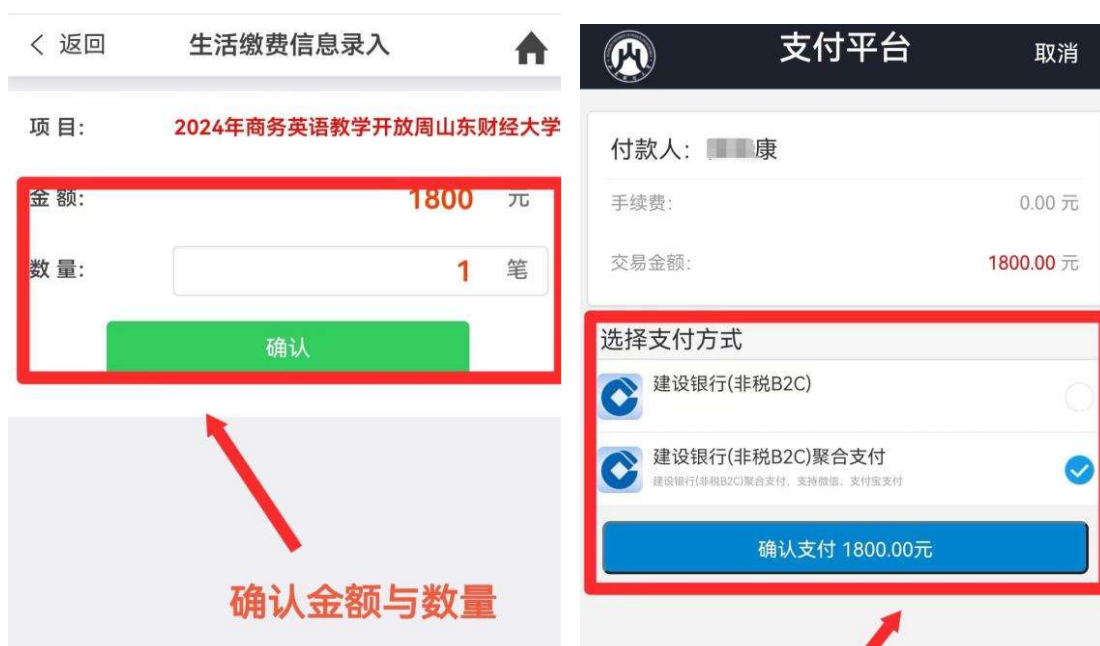 返回
生活缴费信息录入
项 目:
2024年商务英语教学开放周山东财经大学
金 额:
1800 元
数 量:
1 笔
确认
确认金额与数量
支付平台
取消
付款人: 康
手续费:
0.00 元
交易金额:
1800.00 元
选择支付方式
建设银行(非税B2C)
建设银行(非税B2C)聚合支付
建设银行(非税B2C)聚合支付，支持微信、支付宝支付
确认支付 1800.00元